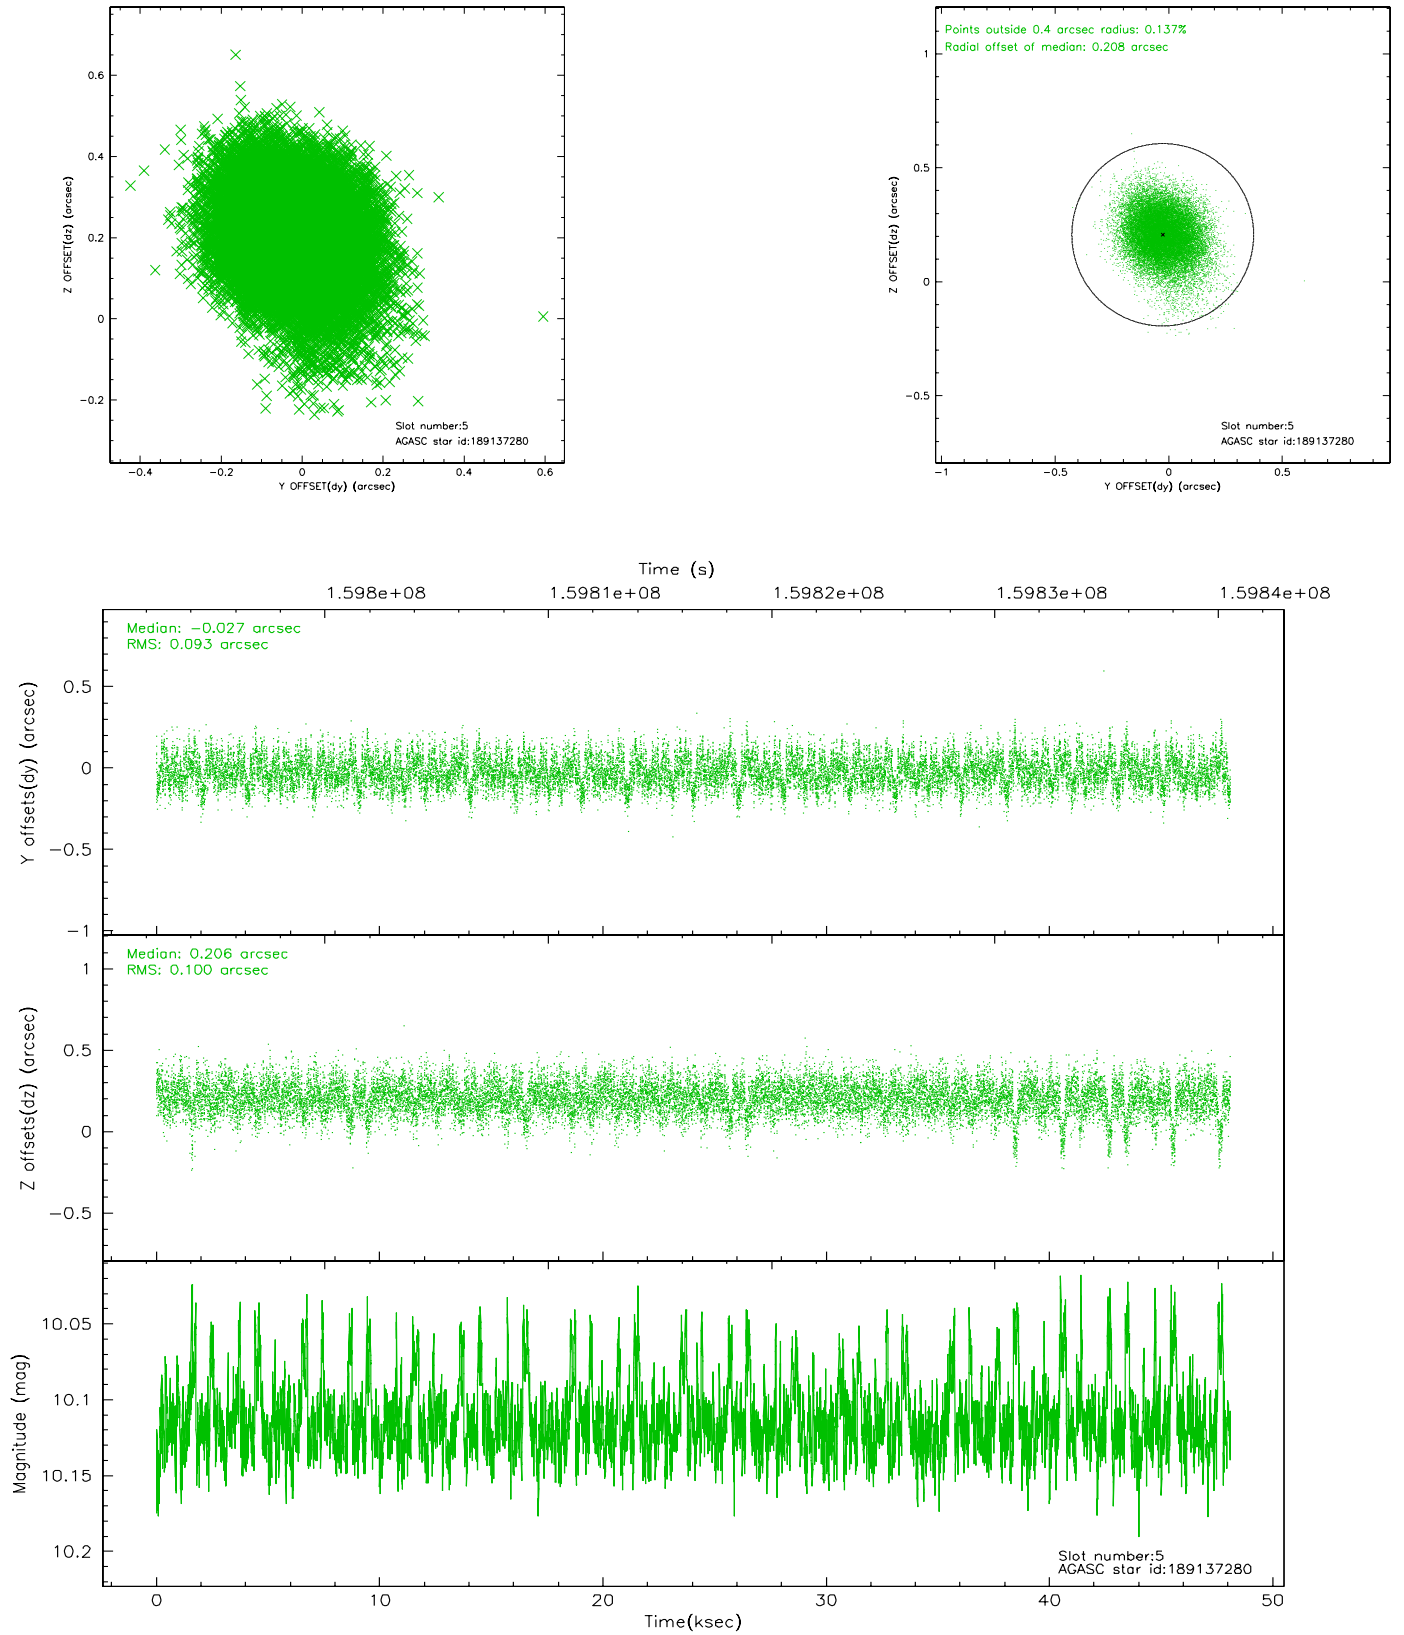 0.6
0.4
0.2
0
−0.2
Z OFFSET(dz) (arcsec)
Slot number:5
AGASC star id:189137280
−0.4 −0.2 0 0.2 0.4 0.6
Y OFFSET(dy) (arcsec)
Points outside 0.4 arcsec radius: 0.137%
Radial offset of median: 0.208 arcsec
1
0.5
0
−0.5
Z OFFSET(dz) (arcsec)
Slot number:5
AGASC star id:189137280
−1 −0.5 0 0.5
Y OFFSET(dy) (arcsec)
Time (s)
1.598e+08 1.5981e+08 1.5982e+08 1.5983e+08 1.5984e+08
Median: −0.027 arcsec
RMS: 0.093 arcsec
0.5
0
−0.5
−1
Y offsets(dy) (arcsec)
Median: 0.206 arcsec
RMS: 0.100 arcsec
1
0.5
0
−0.5
Z offsets(dz) (arcsec)
10.05
10.1
10.15
10.2
Magnitude (mag)
Slot number:5
AGASC star id:189137280
0 10 20 30 40 50
Time(ksec)